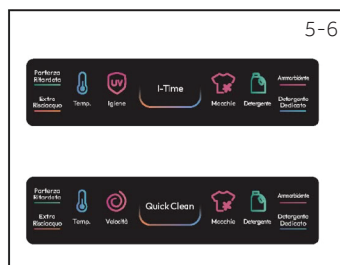 5-6
Partenza
Ritardata
Extra
Risciacquo
Temp.
UV
Igiene
I-Time
Macchie
Detergente
Ammorbidente
Detergente
Dedicato
Partenza
Ritardata
Extra
Risciacquo
Temp.
Velocità
Quick Clean
Macchie
Detergente
Ammorbidente
Detergente
Dedicato